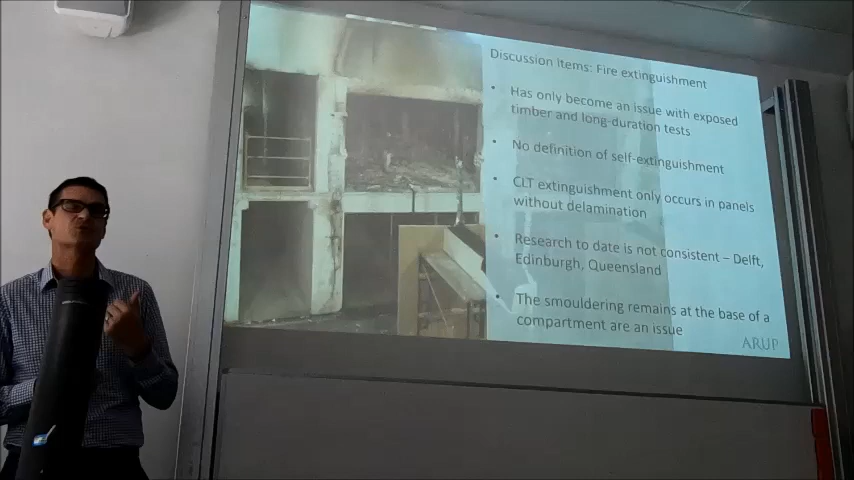 Discussion Items: Fire extinguishment
• Has only become an issue with exposed
timber and long-duration tests
• No definition of self-extinguishment
• CLT extinguishment only occurs in panels
without delamination
• Research to date is not consistent – Delft,
Edinburgh, Queensland
• The smouldering remains at the base of a
compartment are an issue
ARUP